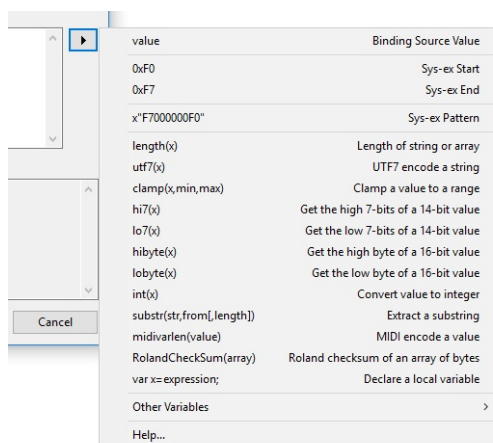 value Binding Source Value
0xF0 Sys-ex Start
0xF7 Sys-ex End
x"F7000000F0" Sys-ex Pattern
length(x) Length of string or array
utf7(x) UTF7 encode a string
clamp(x,min,max) Clamp a value to a range
hi7(x) Get the high 7-bits of a 14-bit value
lo7(x) Get the low 7-bits of a 14-bit value
hibyte(x) Get the high byte of a 16-bit value
lobyte(x) Get the low byte of a 16-bit value
int(x) Convert value to integer
substr(str,from[,length]) Extract a substring
midivarlen(value) MIDI encode a value
RolandCheckSum(array) Roland checksum of an array of bytes
var x=expression; Declare a local variable
Other Variables
Help...
Cancel